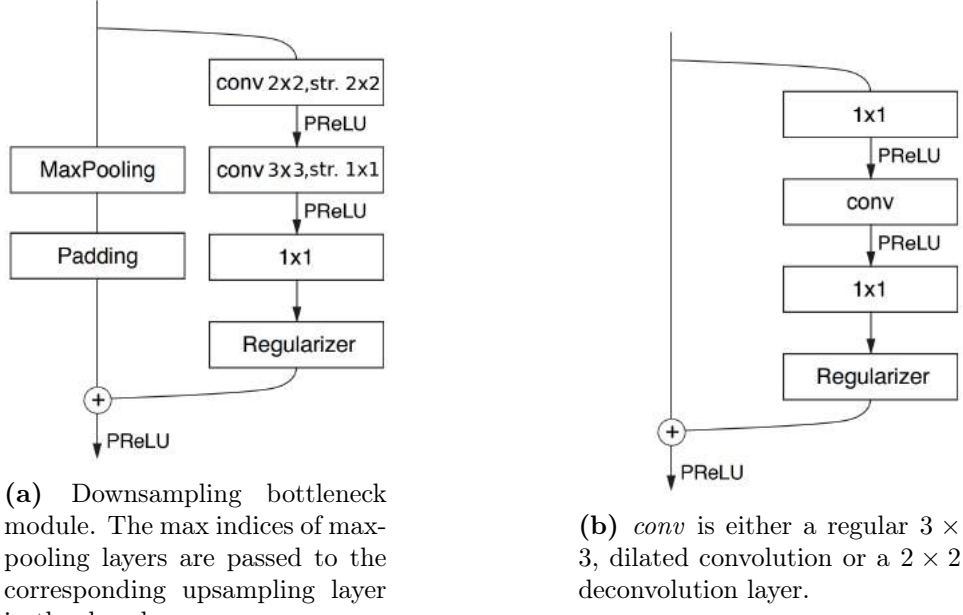 conv 2x2,str. 2x2
PReLU
MaxPooling
conv 3x3,str. 1x1
PReLU
Padding
1x1
Regularizer
+
PReLU
(a) Downsampling bottleneck
module. The max indices of max-
pooling layers are passed to the
corresponding upsampling layer
1x1
PReLU
conv
PReLU
1x1
Regularizer
+
PReLU
(b) conv is either a regular 3 ×
3, dilated convolution or a 2 × 2
deconvolution layer.